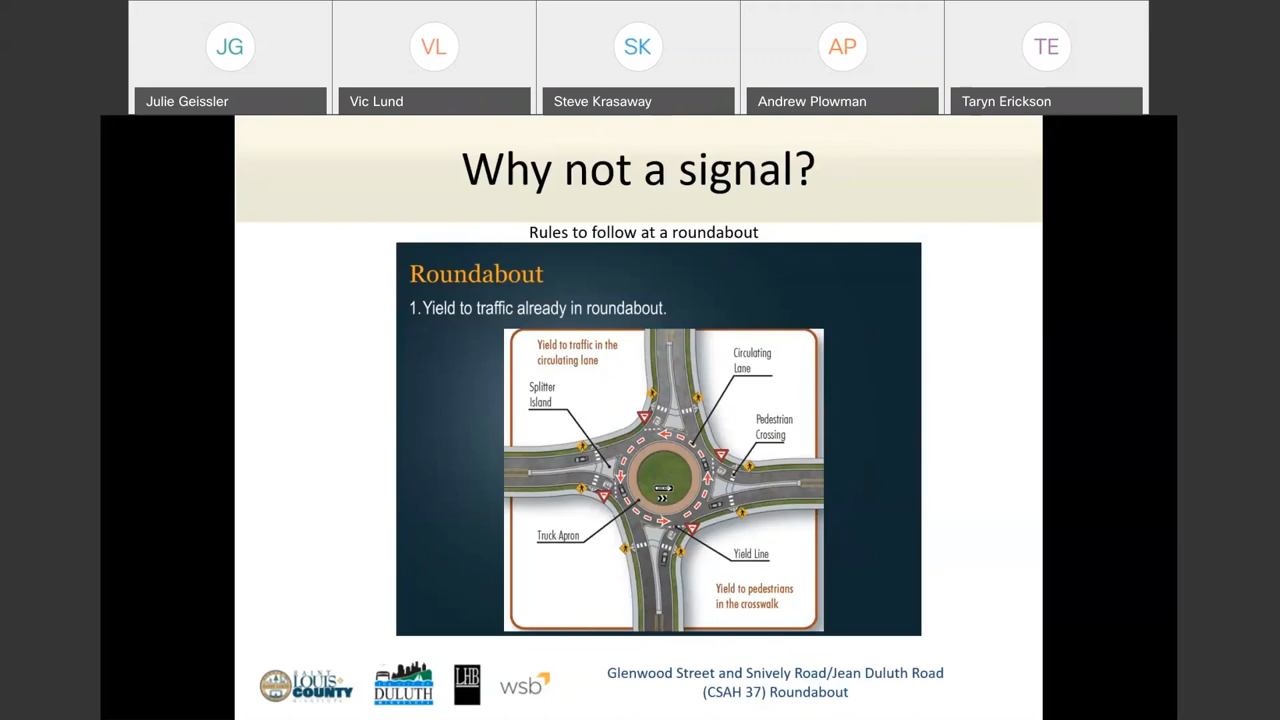 JG
VL
SK
AP
TE
Julie Geissler
Vic Lund
Steve Krasaway
Andrew Plowman
Taryn Erickson
Why not a signal?
Rules to follow at a roundabout
Roundabout
1.Yield to traffic already in roundabout.
Yield to traffic in the
circulating lane
Circulating
Lane
Splitter
Island
Pedestrian
Crossing
Truck Apron
Yield Line
Yield to pedestrians
in the crosswalk
SAINT
LOUIS
COUNTY
DULUTH
MINNESOTA
LHB
wsb
Glenwood Street and Snively Road/Jean Duluth Road
(CSAH 37) Roundabout